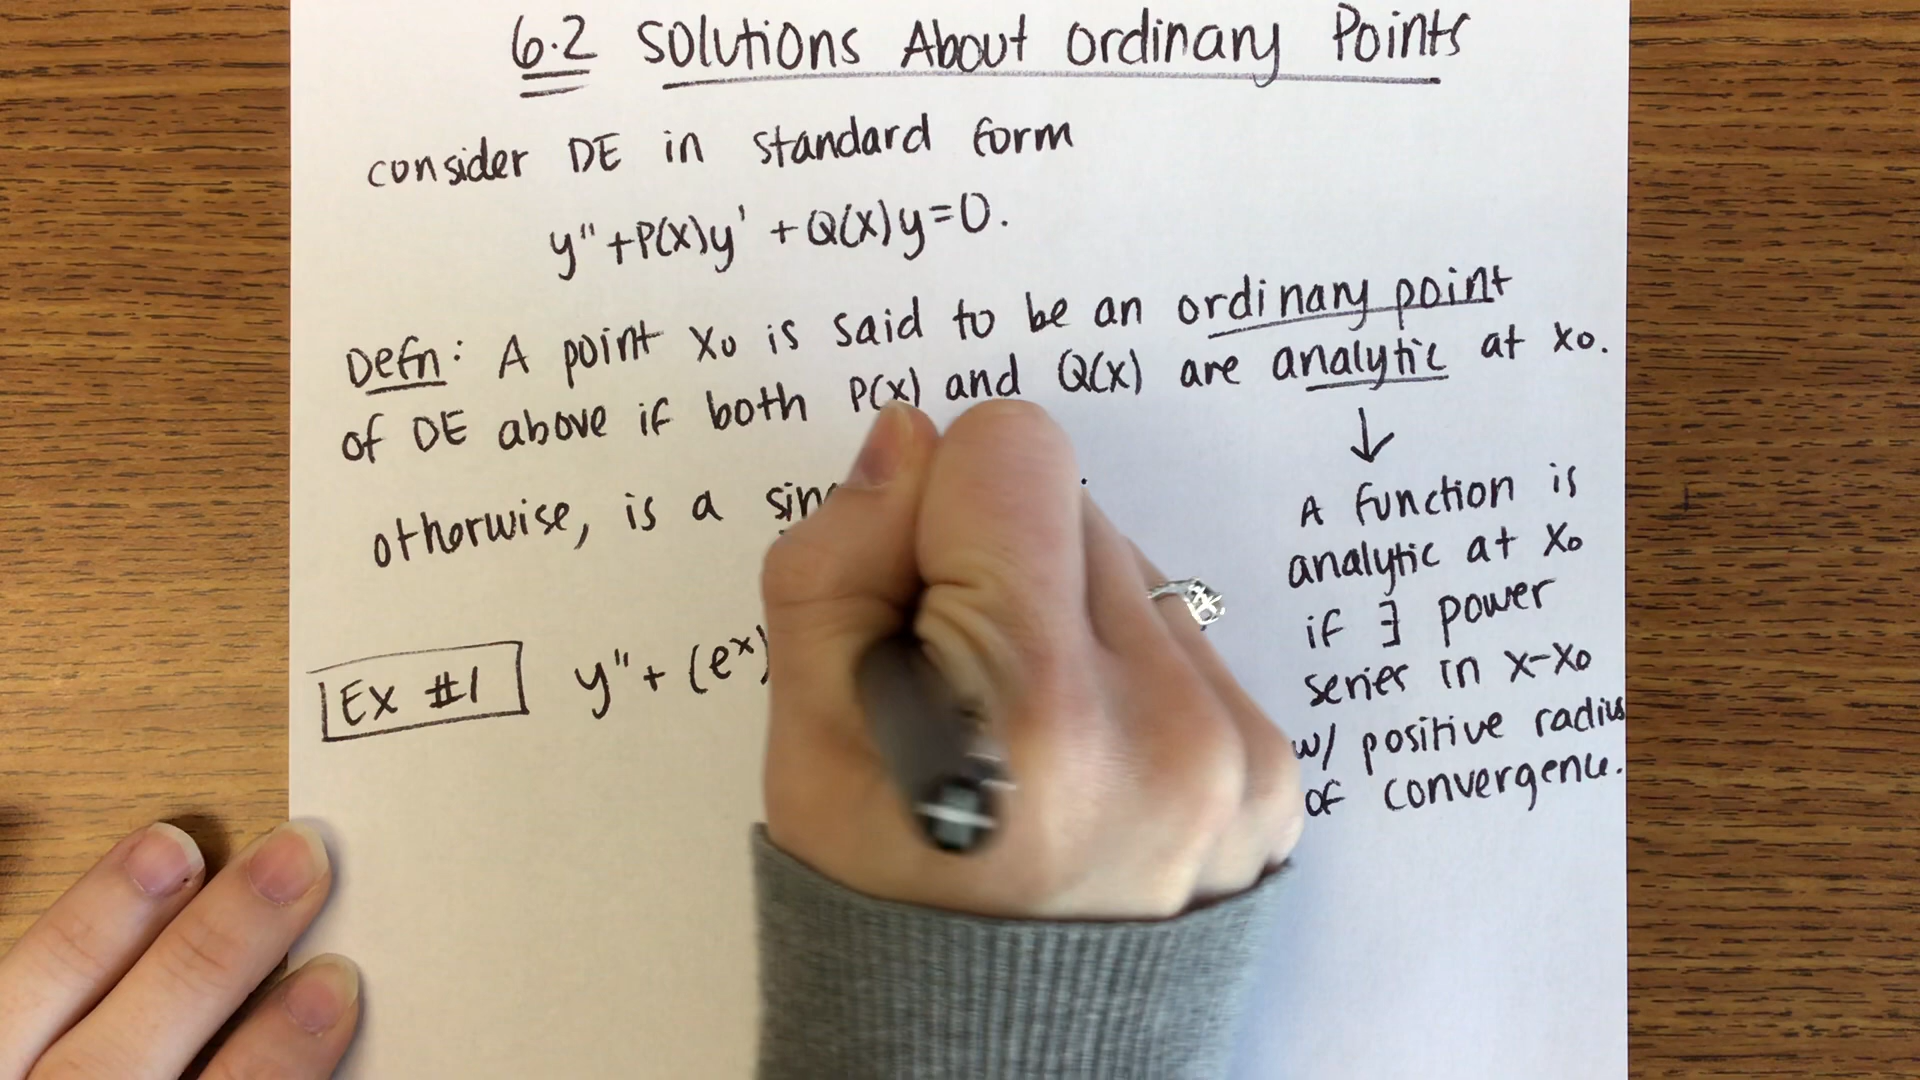 6.2 Solutions About Ordinary Points
consider DE in standard form
y"+P(x)y' +Q(x)y=0.
Defn: A point x₀ is said to be an ordinary point
of DE above if both P(x) and Q(x) are analytic at x₀.
↓
otherwise, is a
A function is
analytic at x₀
if ∃ power
series in x-x₀
w/ positive radius
of convergence.
Ex #1 y"+(eˣ)